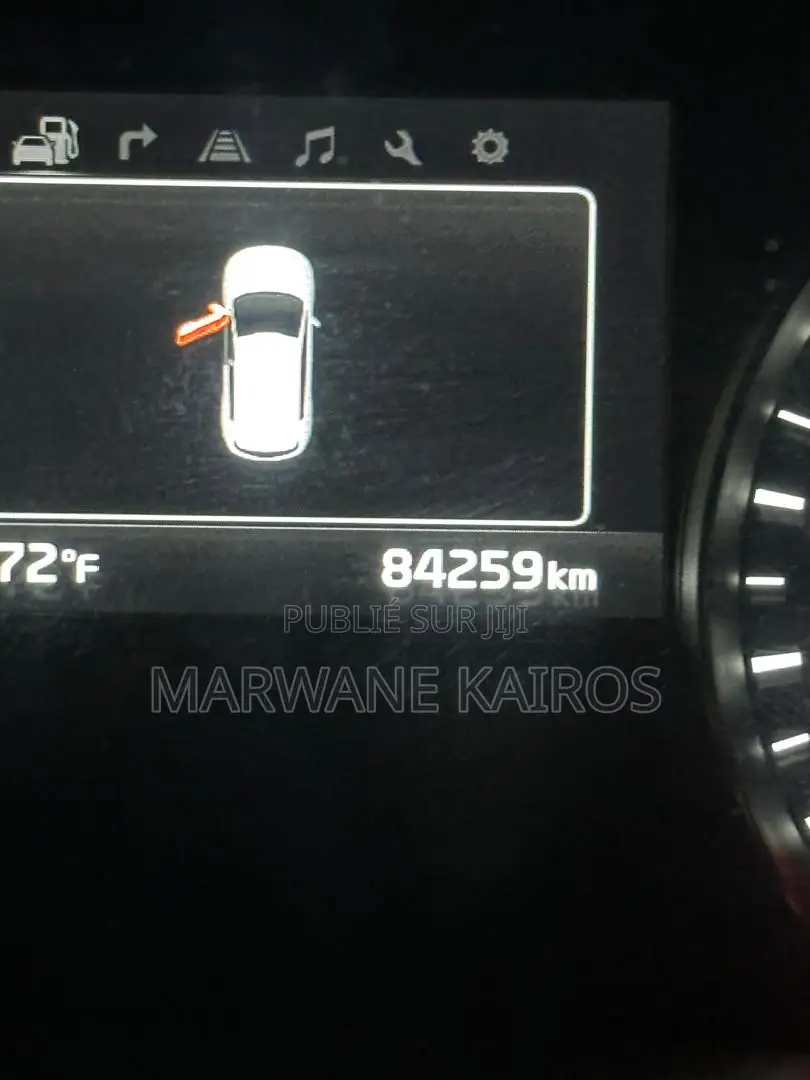 72°F
84259km
PUBLIÉ SUR JIJI
MARWANE KAIROS